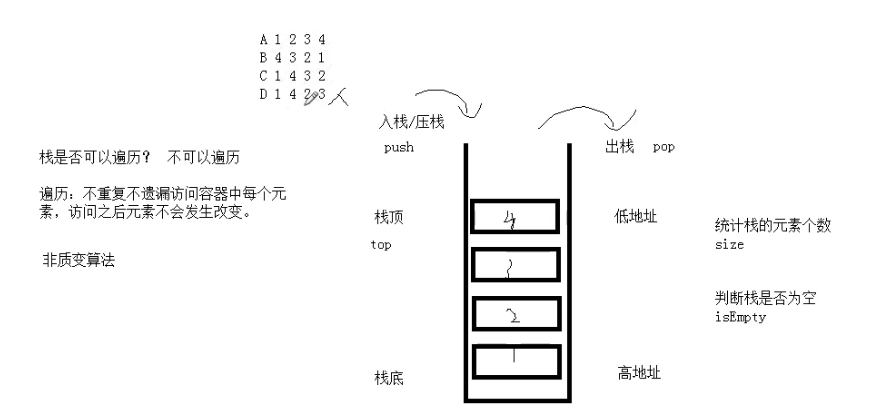 A 1 2 3 4
B 4 3 2 1
C 1 4 3 2
D 1 4 2 3
入栈/压栈
push
出栈 pop
栈是否可以遍历? 不可以遍历
遍历: 不重复不遗漏访问容器中每个元
素, 访问之后元素不会发生改变。
非质变算法
栈顶
top
4
低地址
统计栈的元素个数
size
3
2
判断栈是否为空
isEmpty
1
栈底
高地址